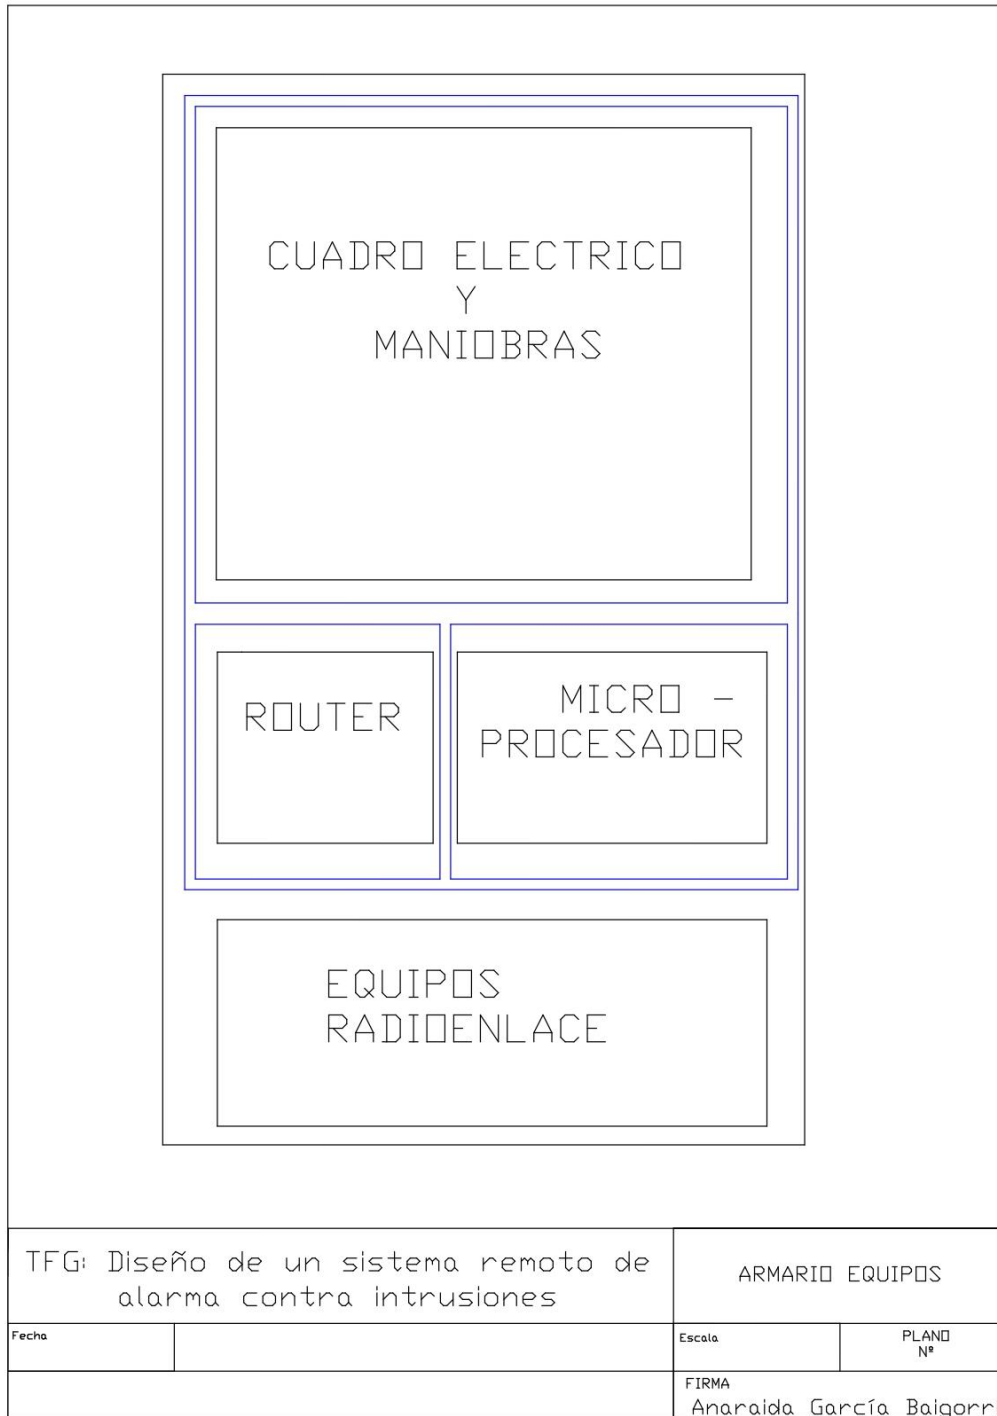 CUADRO ELECTRICO
Y
MANIOBRAS
ROUTER
MICRO -
PROCESADOR
EQUIPOS
RADIOENLACE
TFG: Diseño de un sistema remoto de
alarma contra intrusiones
ARMARIO EQUIPOS
Fecha
Escala
PLANO
Nº
FIRMA
Anaraida García